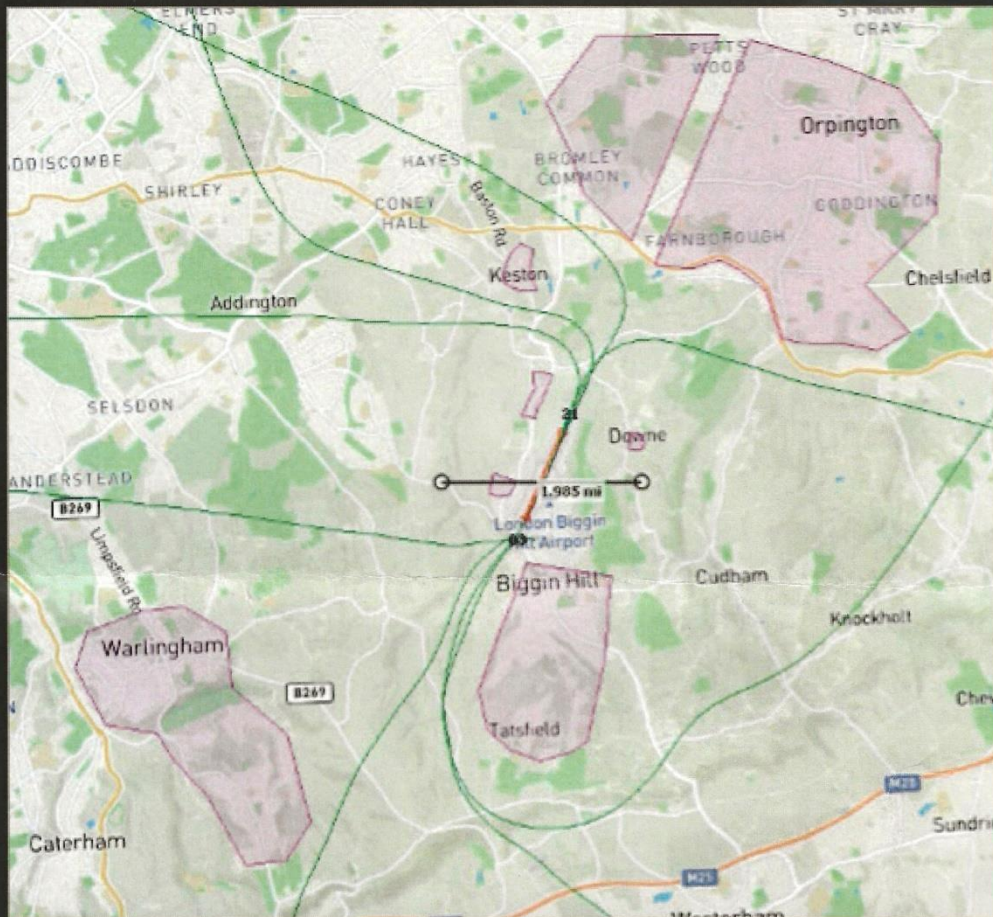 ELMERS
END
ST MARY
CRAY
PETTS
WOOD
Orpington
DDISCOMBE
HAYES
BROMLEY
COMMON
SHIRLEY
CONEY
HALL
Baston Rd
GODDINGTON
FARNBOROUGH
Keston
Chelsfield
Addington
SELSDON
21
Downe
ANDERSTEAD
1.985 mi
B269
London Biggin
Hill Airport
03
Limpsfield Rd
Biggin Hill
Cudham
Knockholt
Warlingham
B269
N
Chev
Tatsfield
M25
Sundri
Caterham
M25
Westerham